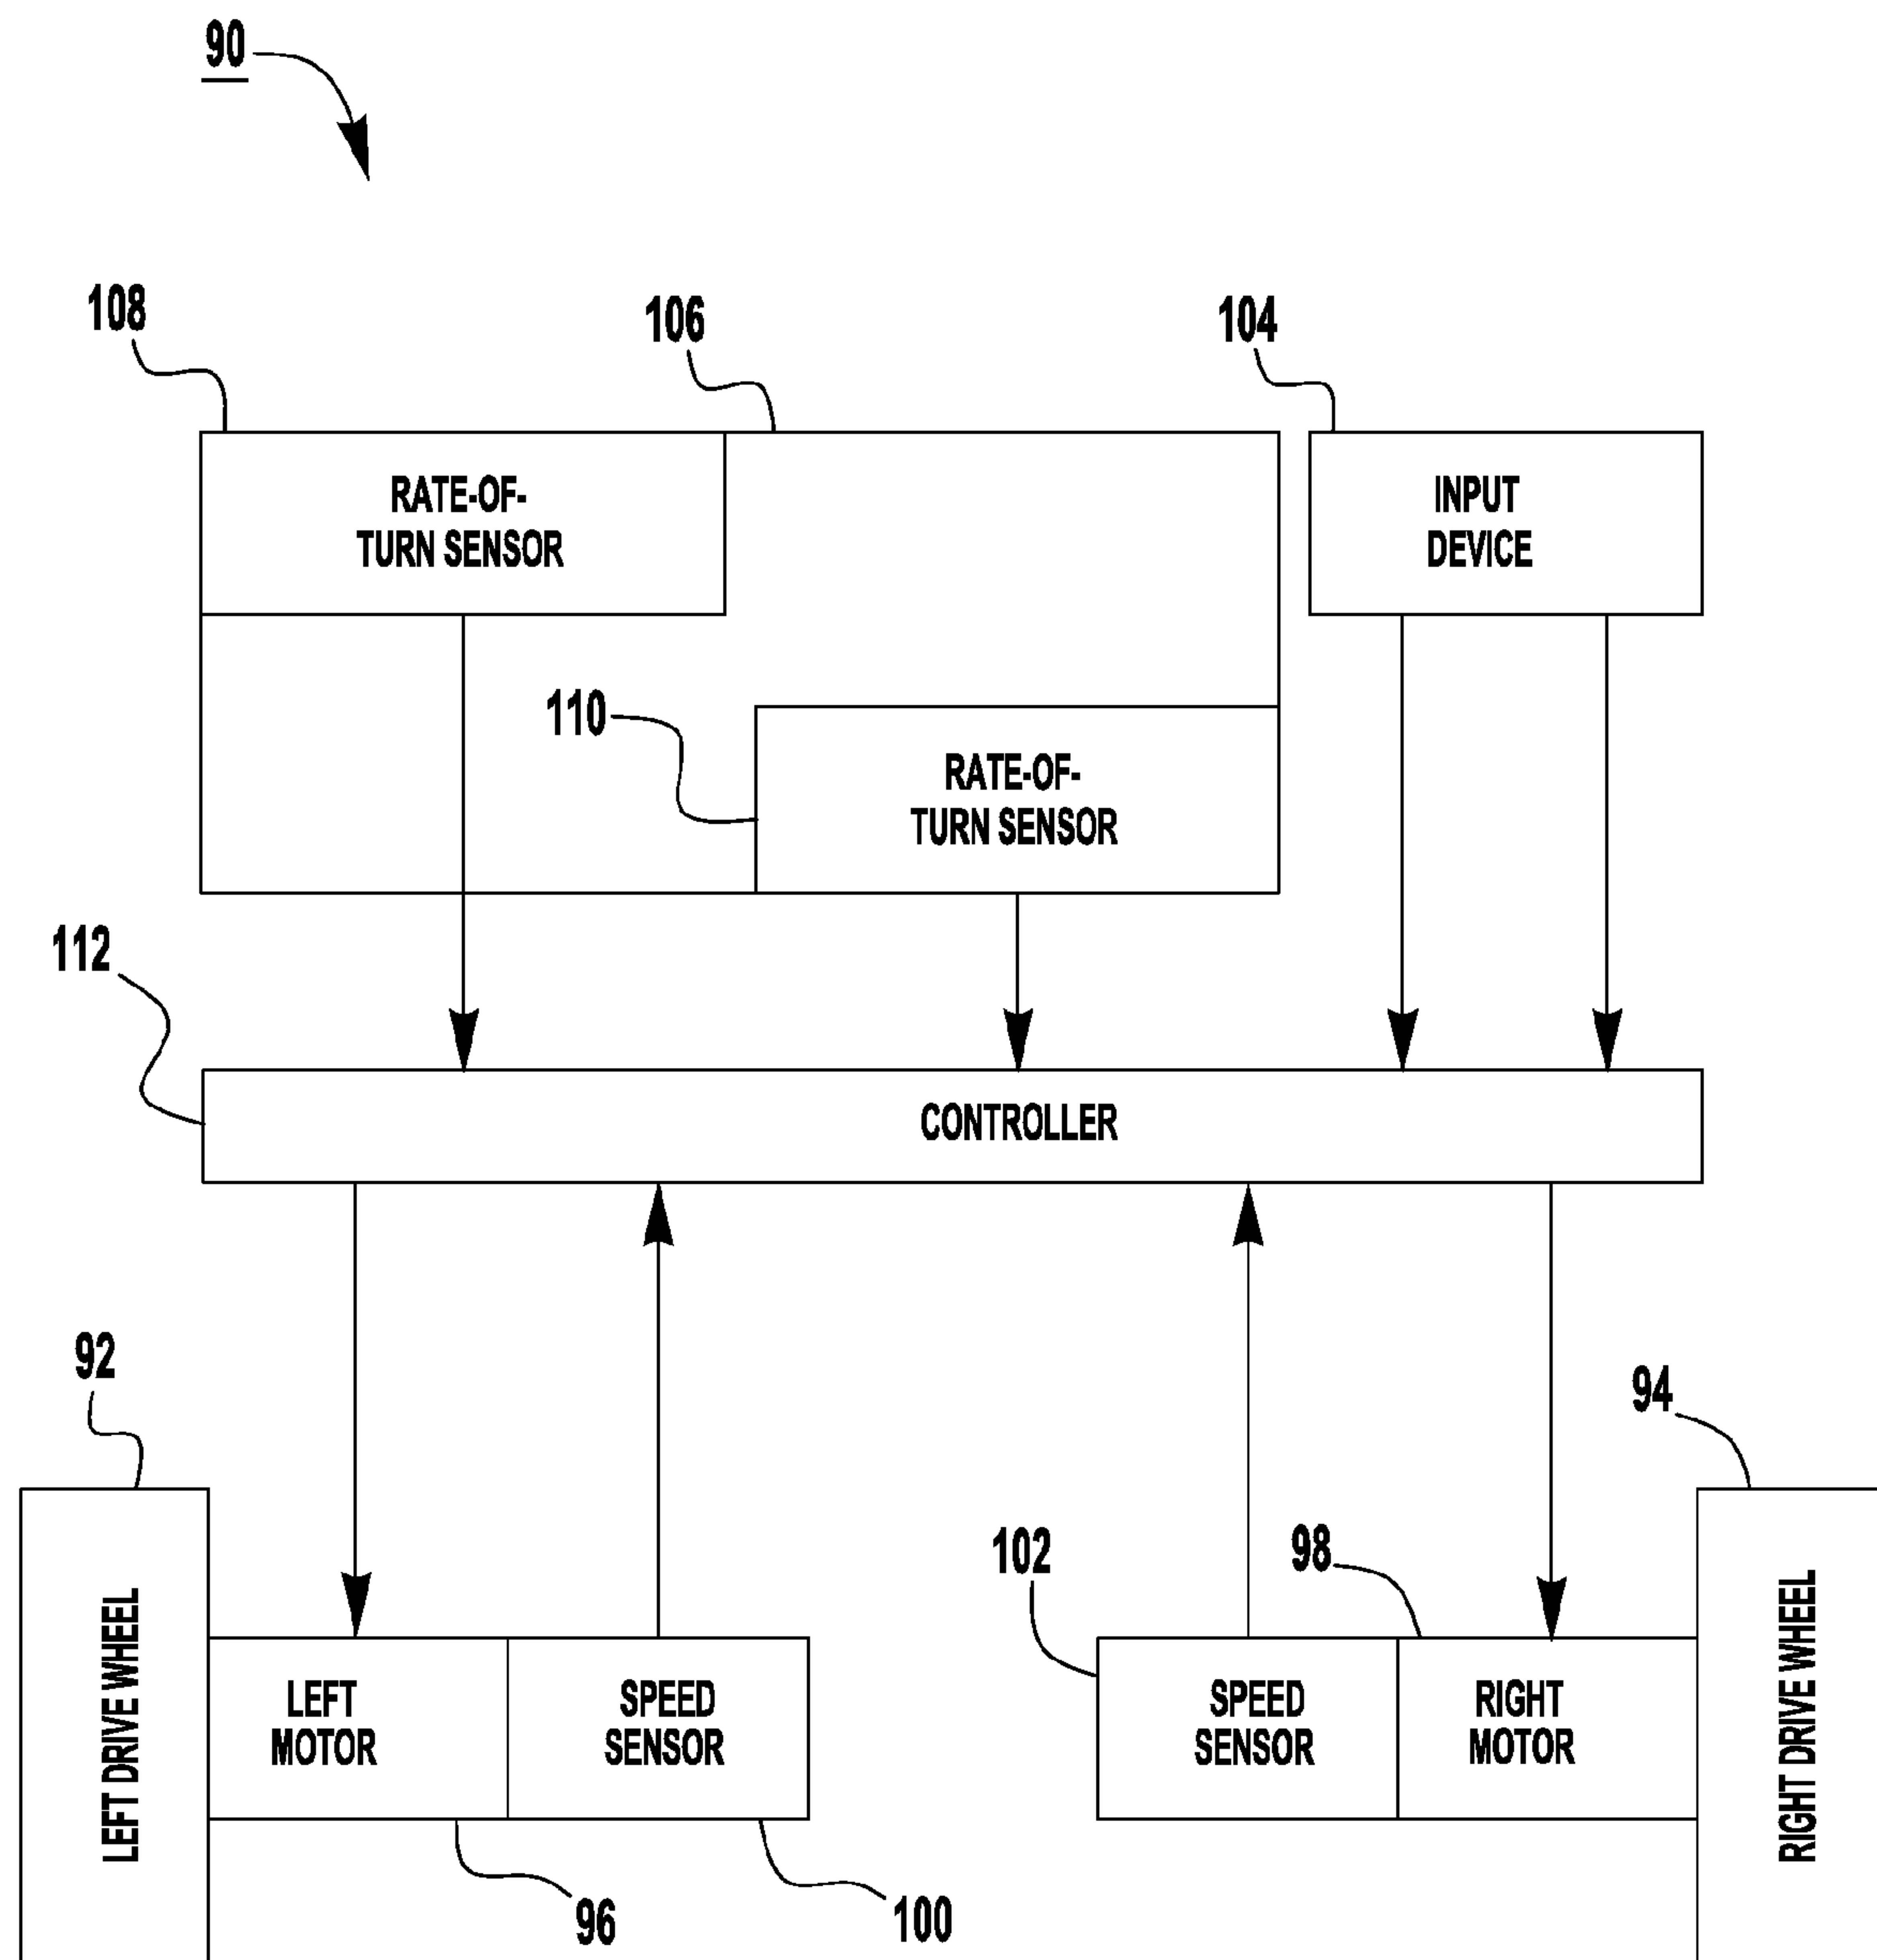 90
108
106
104
RATE-OF-
TURN SENSOR
INPUT
DEVICE
110
RATE-OF-
TURN SENSOR
112
CONTROLLER
92
94
102
98
LEFT DRIVE WHEEL
LEFT
MOTOR
SPEED
SENSOR
SPEED
SENSOR
RIGHT
MOTOR
RIGHT DRIVE WHEEL
96
100